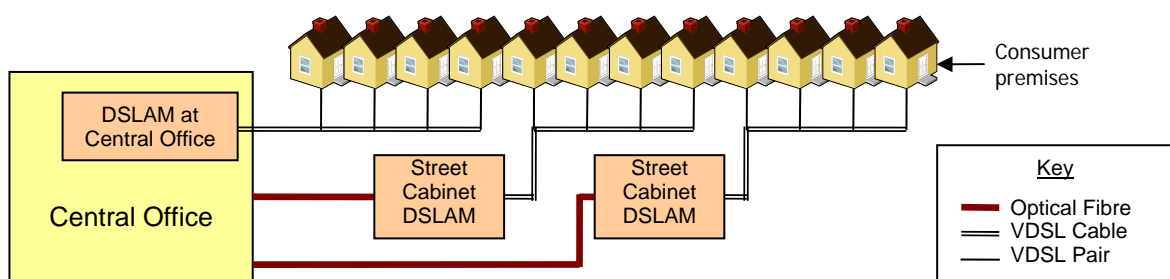 Consumer
premises
DSLAM at
Central Office
Central Office
Street
Cabinet
DSLAM
Street
Cabinet
DSLAM
Key
Optical Fibre
VDSL Cable
VDSL Pair